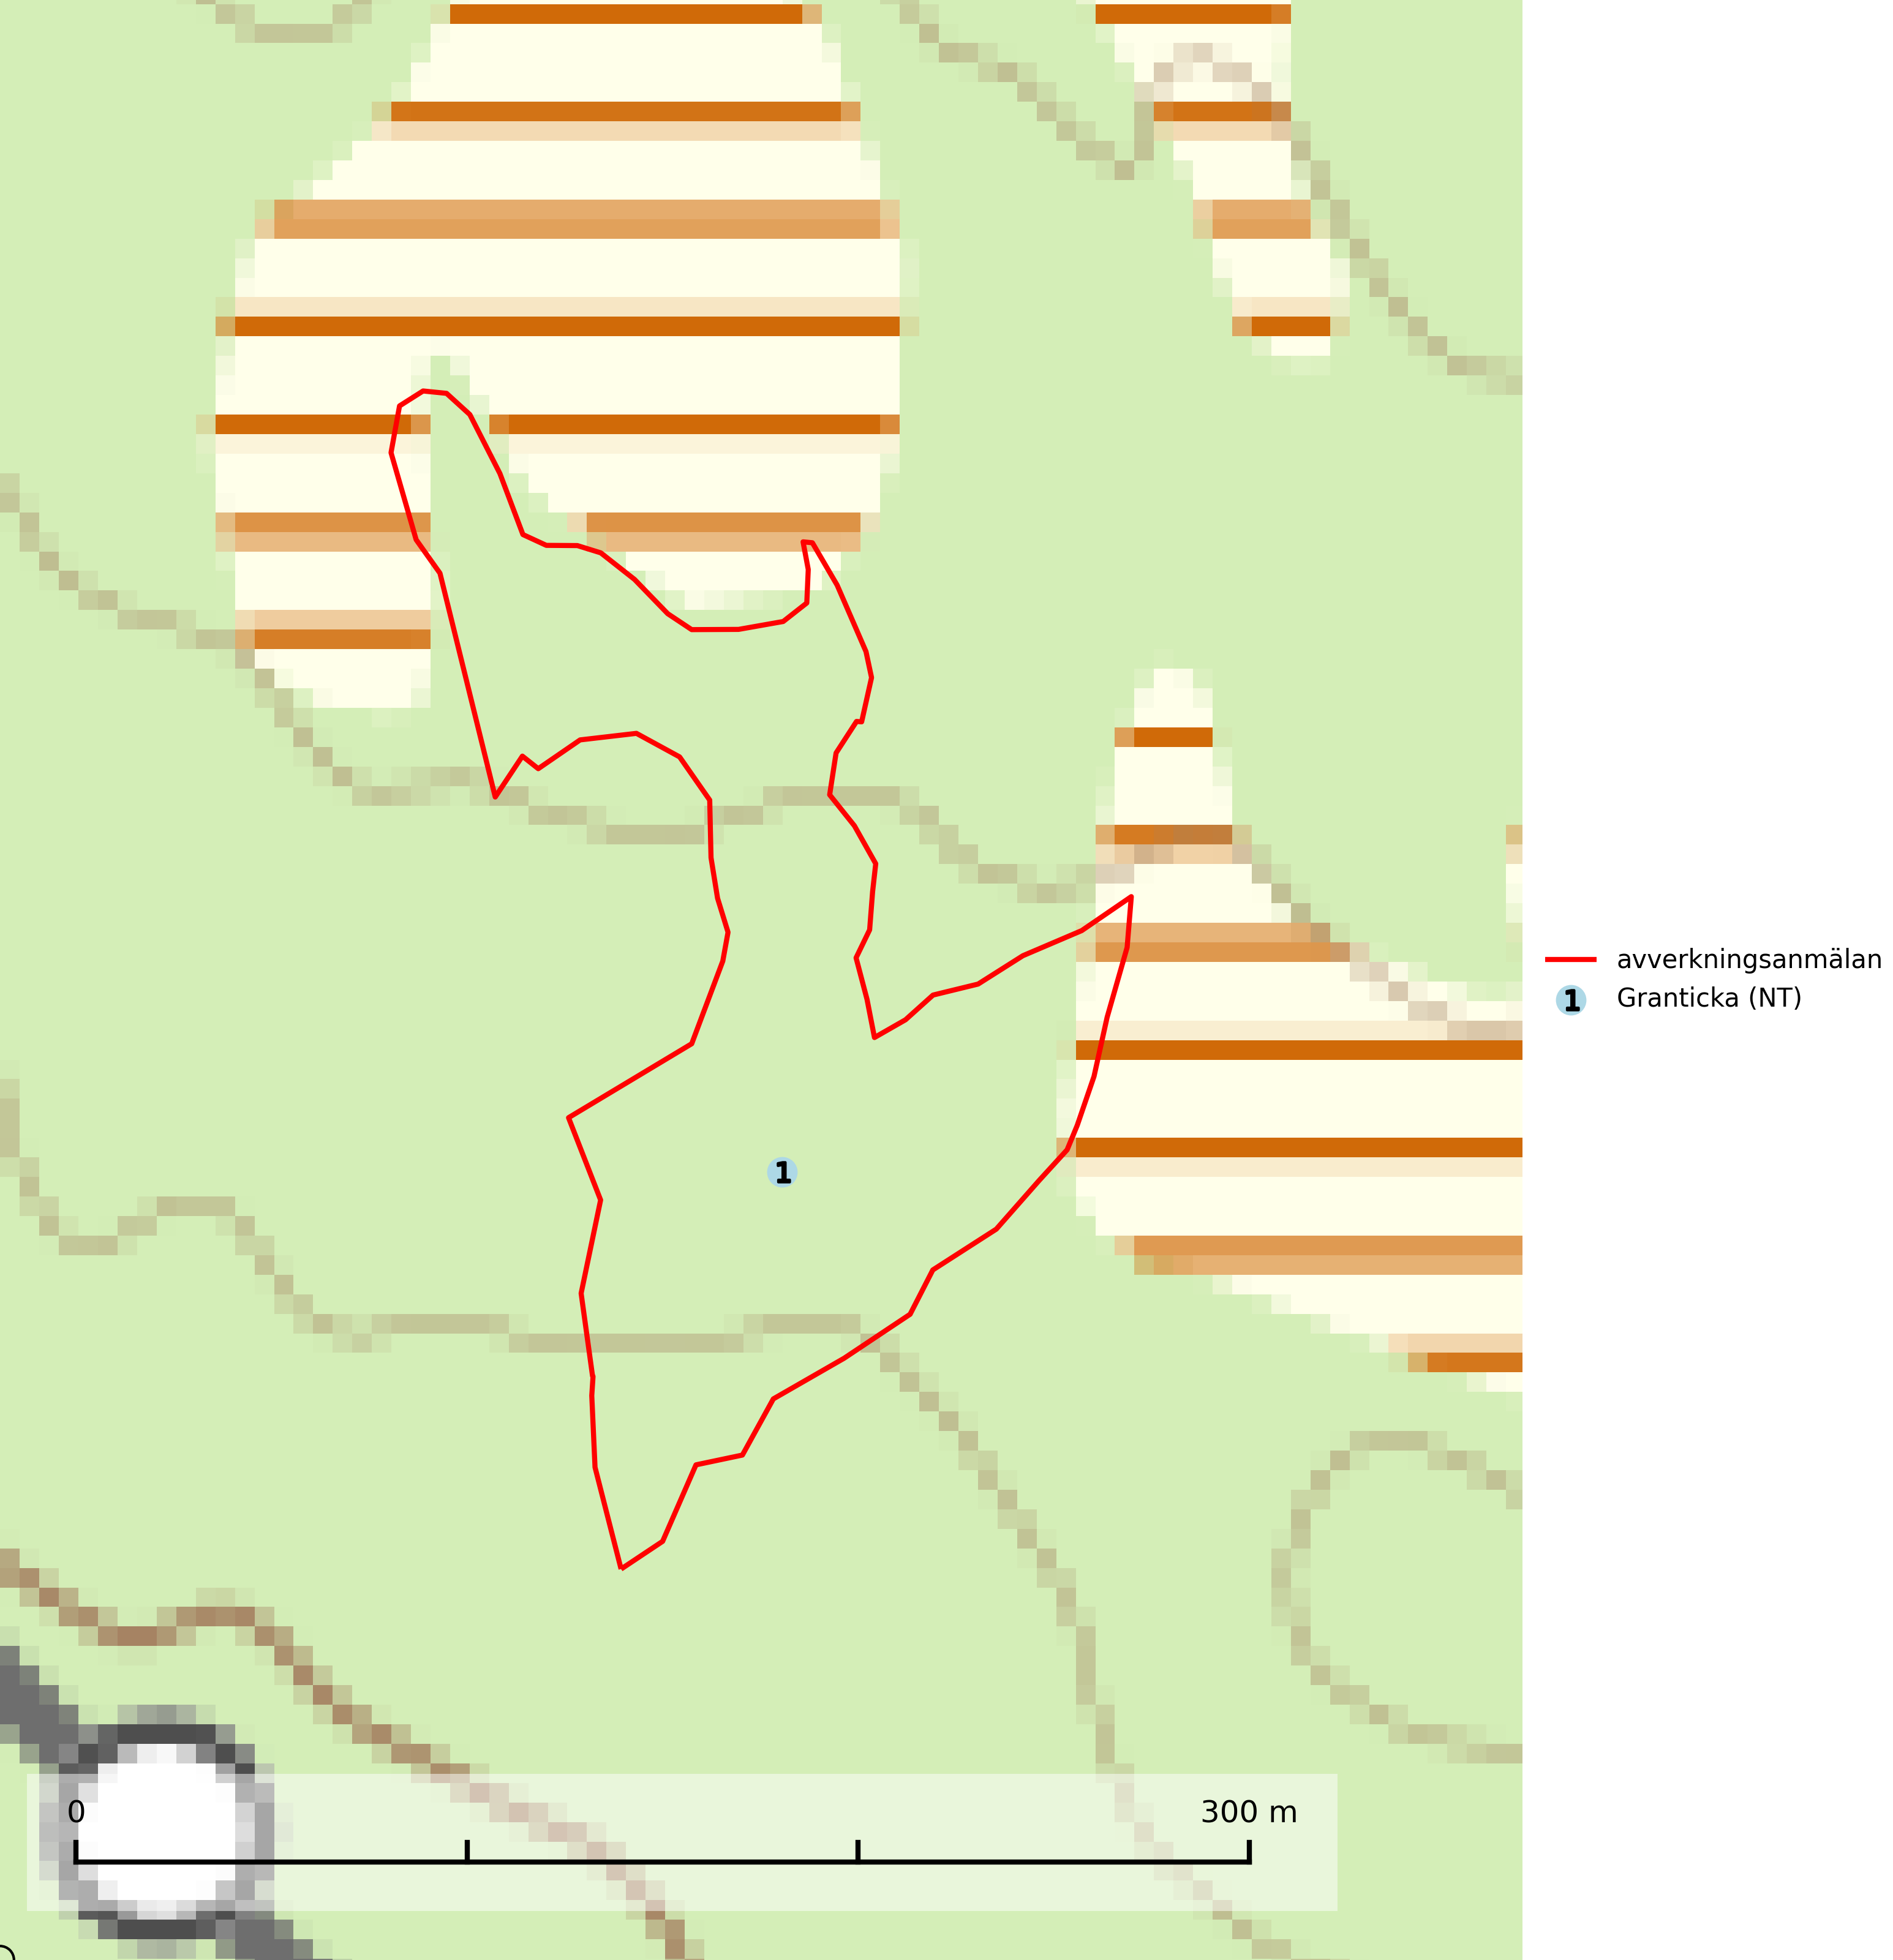 avverkningsanmälan
1 Granticka (NT)
1
0 300 m